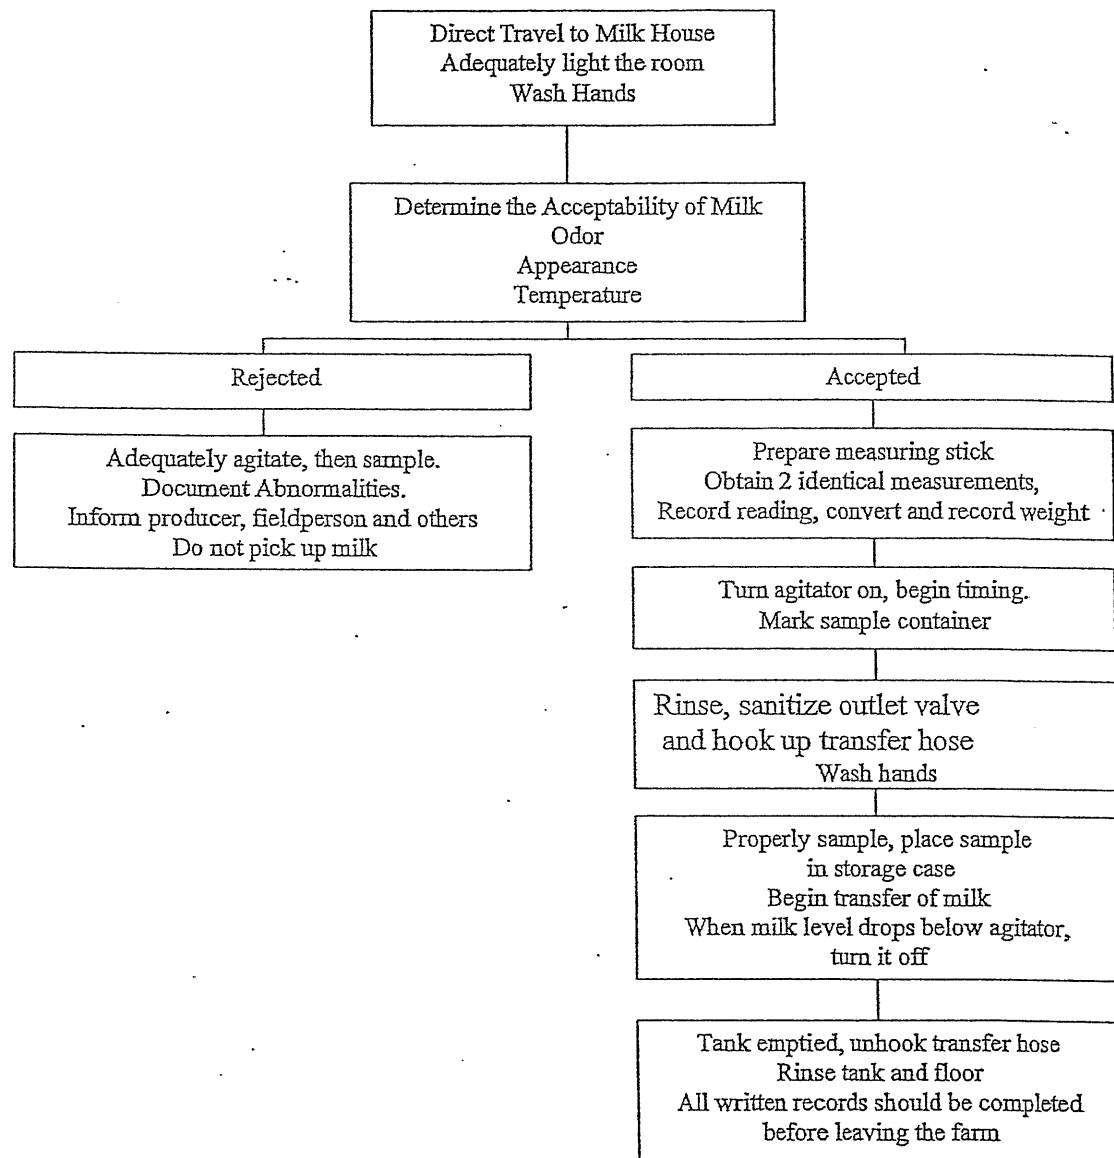 Direct Travel to Milk House
Adequately light the room
Wash Hands
Determine the Acceptability of Milk
Odor
Appearance
Temperature
Rejected
Adequately agitate, then sample.
Document Abnormalities.
Inform producer, fieldperson and others
Do not pick up milk
Accepted
Prepare measuring stick
Obtain 2 identical measurements,
Record reading, convert and record weight
Turn agitator on, begin timing.
Mark sample container
Rinse, sanitize outlet valve
and hook up transfer hose
Wash hands
Properly sample, place sample
in storage case
Begin transfer of milk
When milk level drops below agitator,
turn it off
Tank emptied, unhook transfer hose
Rinse tank and floor
All written records should be completed
before leaving the farm